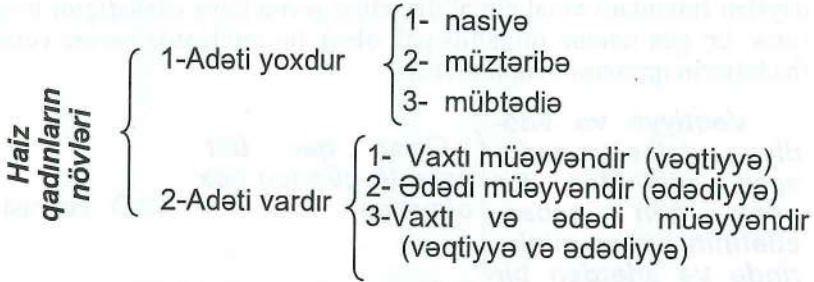 Haiz
qadınların
növləri
1-Adəti yoxdur
1- nasiyə
2- müztəribə
3- mübtədiə
2-Adəti vardır
1- Vaxtı müəyyəndir (vəqtiyyə)
2- Ədədi müəyyəndir (ədədiyyə)
3-Vaxtı və ədədi müəyyəndir
(vəqtiyyə və ədədiyyə)